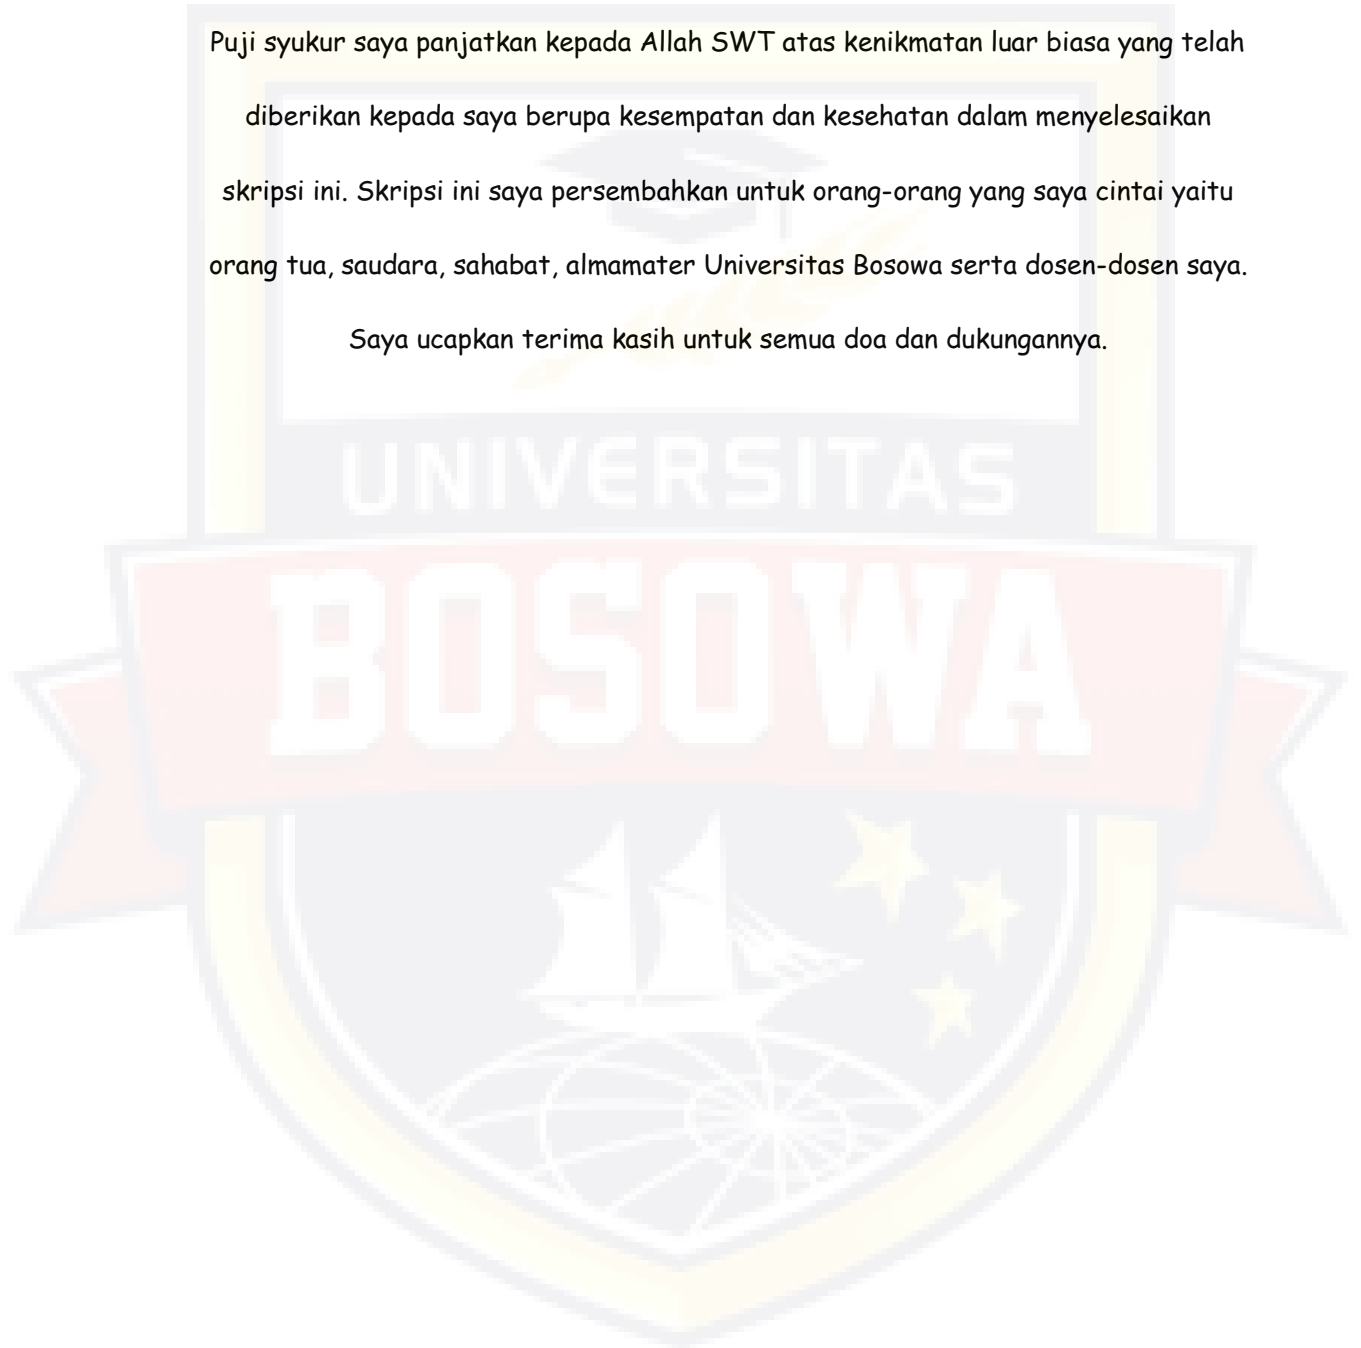 Puji syukur saya panjatkan kepada Allah SWT atas kenikmatan luar biasa yang telah
diberikan kepada saya berupa kesempatan dan kesehatan dalam menyelesaikan
skripsi ini. Skripsi ini saya persembahkan untuk orang-orang yang saya cintai yaitu
orang tua, saudara, sahabat, almamater Universitas Bosowa serta dosen-dosen saya.
Saya ucapkan terima kasih untuk semua doa dan dukungannya.
UNIVERSITAS
BOSOWA